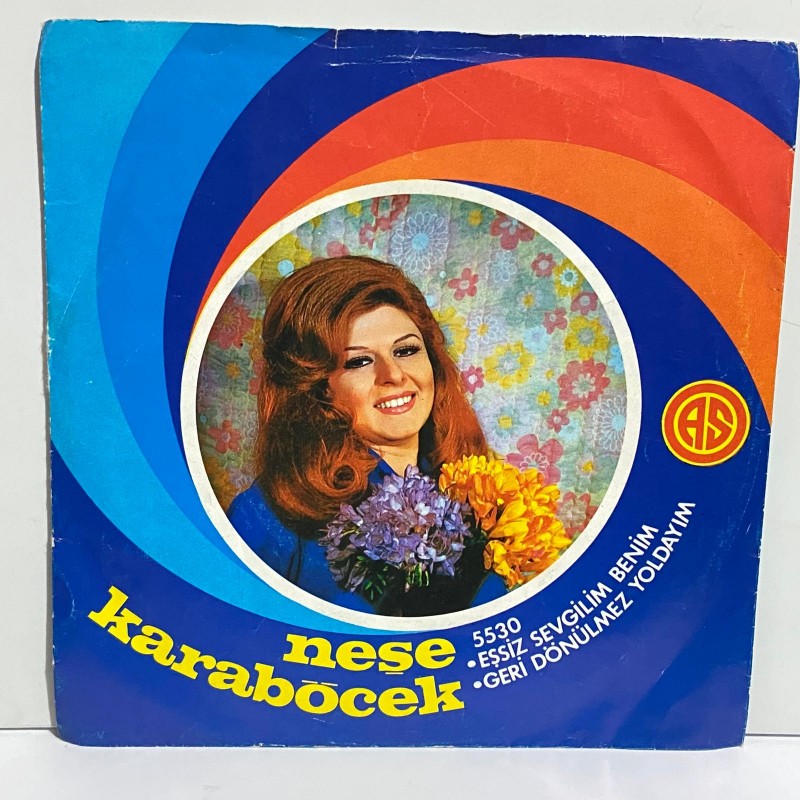 AS
neşe
karaböcek
5530
•EŞSİZ SEVGİLİM BENİM
•GERİ DÖNÜLMEZ YOLDAYIM